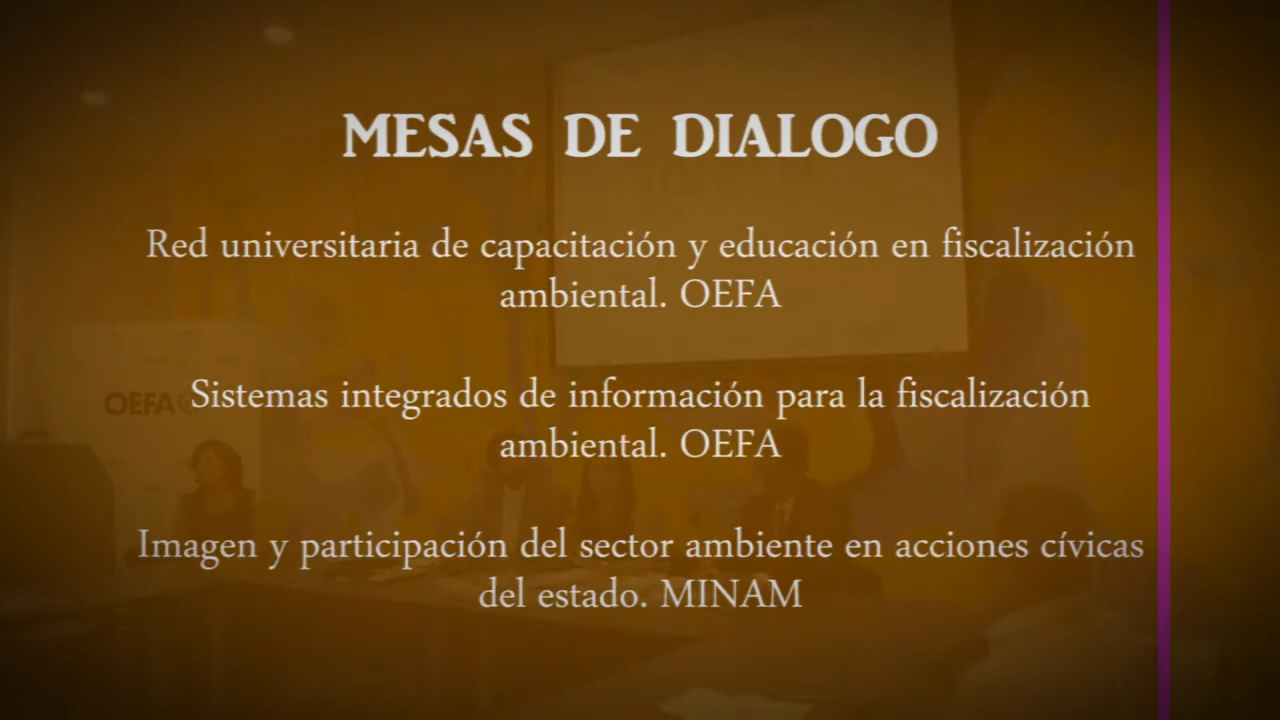 MESAS DE DIALOGO
Red universitaria de capacitación y educación en fiscalización
ambiental. OEFA
OEFA
Sistemas integrados de información para la fiscalización
ambiental. OEFA
Imagen y participación del sector ambiente en acciones cívicas
del estado. MINAM